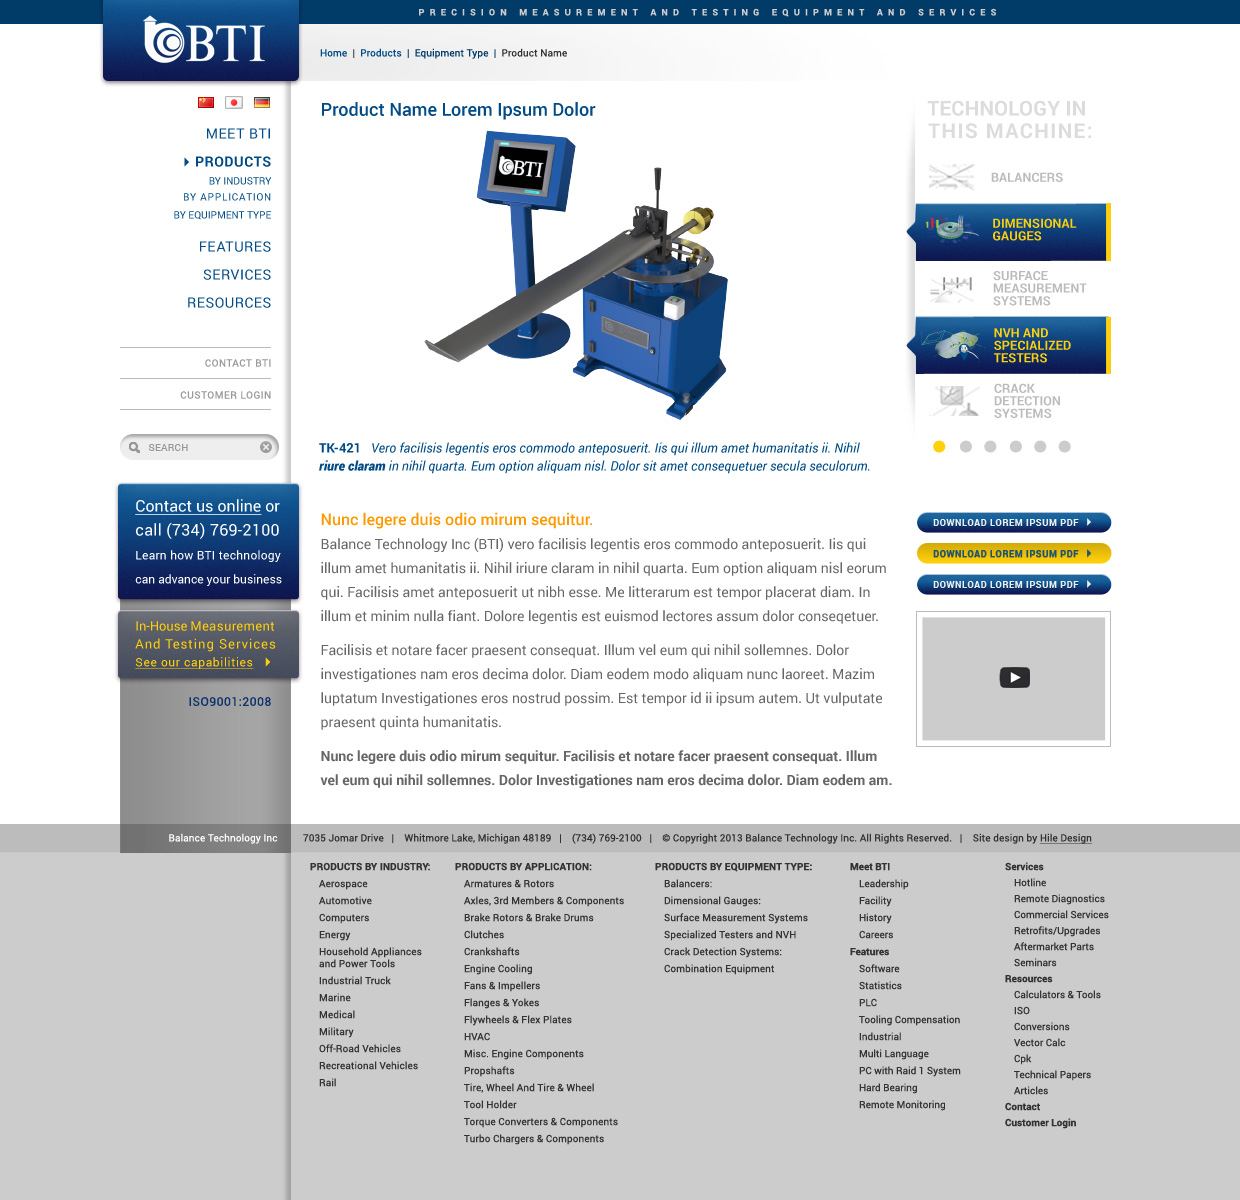 PRECISION MEASUREMENT AND TESTING EQUIPMENT AND SERVICES
BTI
Home | Products | Equipment Type | Product Name
MEET BTI
PRODUCTS
BY INDUSTRY
BY APPLICATION
BY EQUIPMENT TYPE
FEATURES
SERVICES
RESOURCES
CONTACT BTI
CUSTOMER LOGIN
SEARCH
Contact us online or
call (734) 769-2100
Learn how BTI technology
can advance your business
In-House Measurement
And Testing Services
See our capabilities
ISO9001:2008
Product Name Lorem Ipsum Dolor
BTI
TK-421 Vero facilisis legentis eros commodo anteposuerit. Iis qui illum amet humanitatis ii. Nihil
riure claram in nihil quarta. Eum option aliquam nisl. Dolor sit amet consequetuer secula seculorum.
Nunc legere duis odio mirum sequitur.
Balance Technology Inc (BTI) vero facilisis legentis eros commodo anteposuerit. Iis qui
illum amet humanitatis ii. Nihil iriure claram in nihil quarta. Eum option aliquam nisl eorum
qui. Facilisis amet anteposuerit ut nibh esse. Me litterarum est tempor placerat diam. In
illum et minim nulla fiant. Dolore legentis est euismod lectores assum dolor conseqetuer.
Facilisis et notare facer praesent consequat. Illum vel eum qui nihil sollemnes. Dolor
investigationes nam eros decima dolor. Diam eodem modo aliquam nunc laoreet. Mazim
luptatum Investigationes eros nostrud possim. Est tempor id ii ipsum autem. Ut vulputate
praesent quinta humanitatis.
Nunc legere duis odio mirum sequitur. Facilisis et notare facer praesent consequat. Illum
vel eum qui nihil sollemnes. Dolor Investigationes nam eros decima dolor. Diam eodem am.
TECHNOLOGY IN
THIS MACHINE:
BALANCERS
DIMENSIONAL
GAUGES
SURFACE
MEASUREMENT
SYSTEMS
NVH AND
SPECIALIZED
TESTERS
CRACK
DETECTION
SYSTEMS
DOWNLOAD LOREM IPSUM PDF
DOWNLOAD LOREM IPSUM PDF
DOWNLOAD LOREM IPSUM PDF
Balance Technology Inc 7035 Jomar Drive | Whitmore Lake, Michigan 48189 | (734) 769-2100 | © Copyright 2013 Balance Technology Inc. All Rights Reserved. | Site design by Hile Design
PRODUCTS BY INDUSTRY:
Aerospace
Automotive
Computers
Energy
Household Appliances
and Power Tools
Industrial Truck
Marine
Medical
Military
Off-Road Vehicles
Recreational Vehicles
Rail
PRODUCTS BY APPLICATION:
Armatures & Rotors
Axles, 3rd Members & Components
Brake Rotors & Brake Drums
Clutches
Crankshafts
Engine Cooling
Fans & Impellers
Flanges & Yokes
Flywheels & Flex Plates
HVAC
Misc. Engine Components
Propshafts
Tire, Wheel And Tire & Wheel
Tool Holder
Torque Converters & Components
Turbo Chargers & Components
PRODUCTS BY EQUIPMENT TYPE:
Balancers:
Dimensional Gauges:
Surface Measurement Systems
Specialized Testers and NVH
Crack Detection Systems:
Combination Equipment
Meet BTI
Leadership
Facility
History
Careers
Features
Software
Statistics
PLC
Tooling Compensation
Industrial
Multi Language
PC with Raid 1 System
Hard Bearing
Remote Monitoring
Services
Hotline
Remote Diagnostics
Commercial Services
Retrofits/Upgrades
Aftermarket Parts
Seminars
Resources
Calculators & Tools
ISO
Conversions
Vector Calc
Cpk
Technical Papers
Articles
Contact
Customer Login